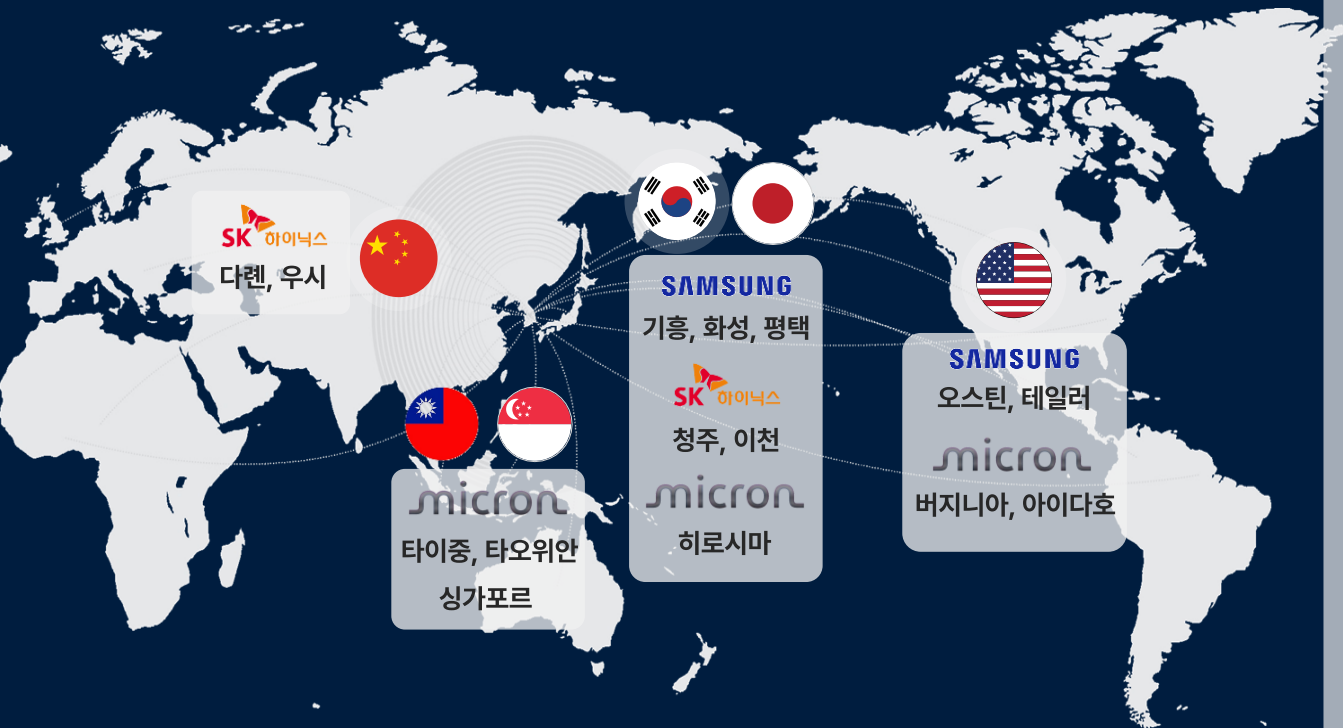 SK 하이닉스
다롄, 우시
SAMSUNG
기흥, 화성, 평택
SK 하이닉스
청주, 이천
micron
히로시마
SAMSUNG
오스틴, 테일러
micron
버지니아, 아이다호
micron
타이중, 타오위안
싱가포르